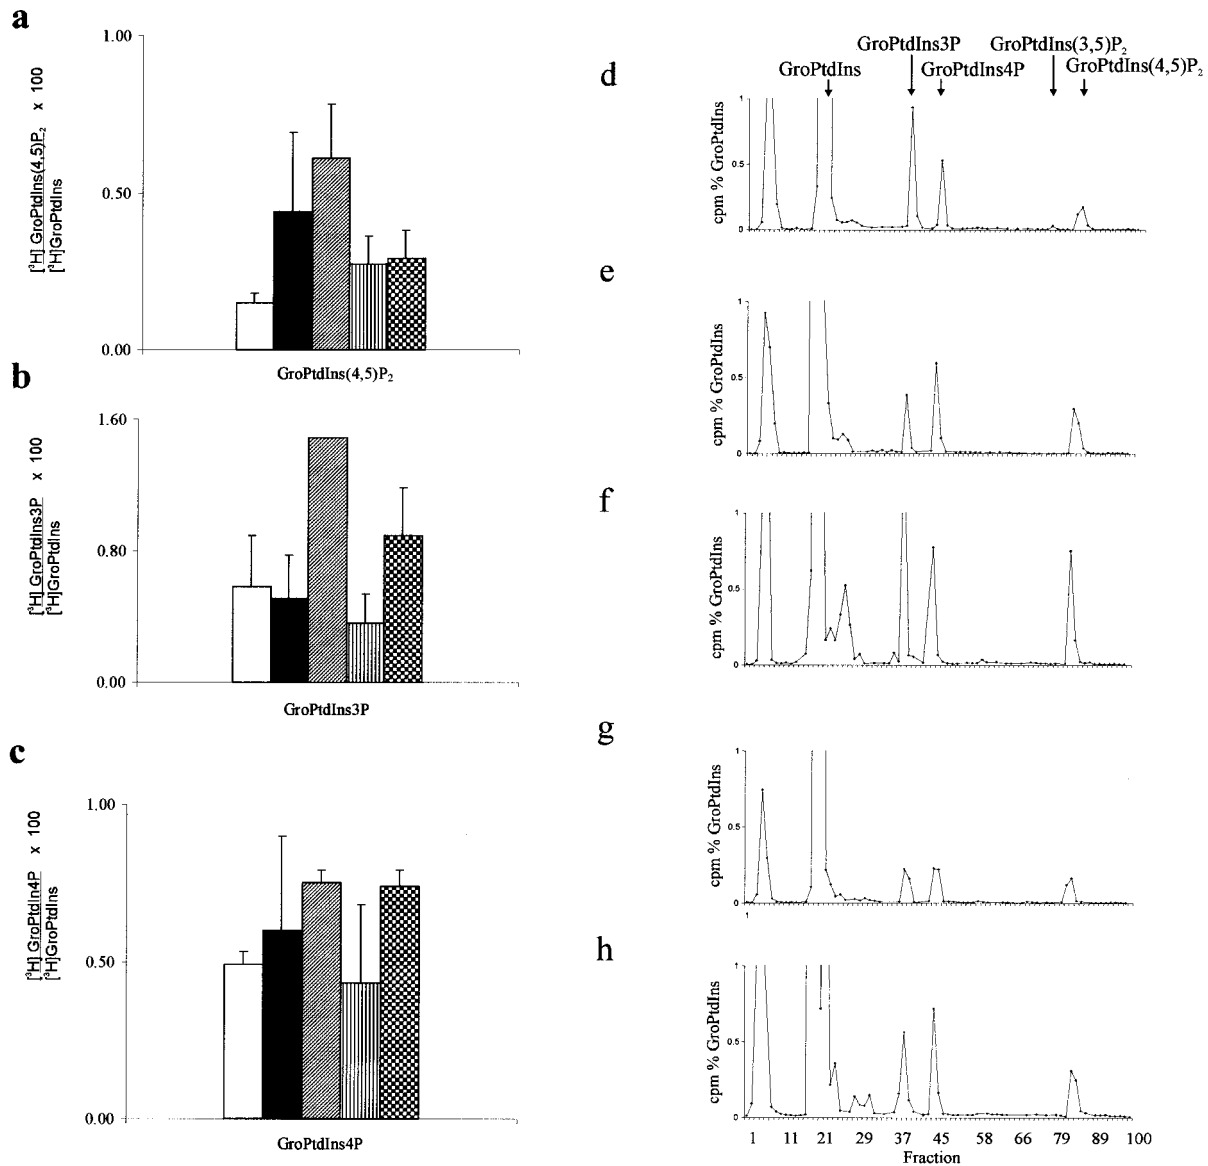 a
1.00
0.50
0.00
[³H] GroPtdIns(4,5)P₂ x 100
[³H]GroPtdIns
GroPtdIns(4,5)P₂
b
1.60
0.80
0.00
[³H] GroPtdIns3P x 100
[³H]GroPtdIns
GroPtdIns3P
c
1.00
0.50
0.00
[³H] GroPtdIn4P x 100
[³H]GroPtdIns
GroPtdIns4P
d
GroPtdIns
GroPtdIns3P
GroPtdIns4P
GroPtdIns(3,5)P₂
GroPtdIns(4,5)P₂
cpm % GroPtdIns
1
0.5
0
e
cpm % GroPtdIns
1
0.5
0
f
cpm % GroPtdIns
1
0.5
0
g
cpm % GroPtdIns
1
0.5
0
1
h
cpm % GroPtdIns
1
0.5
0
1 11 21 29 37 45 58 66 79 89 100
Fraction